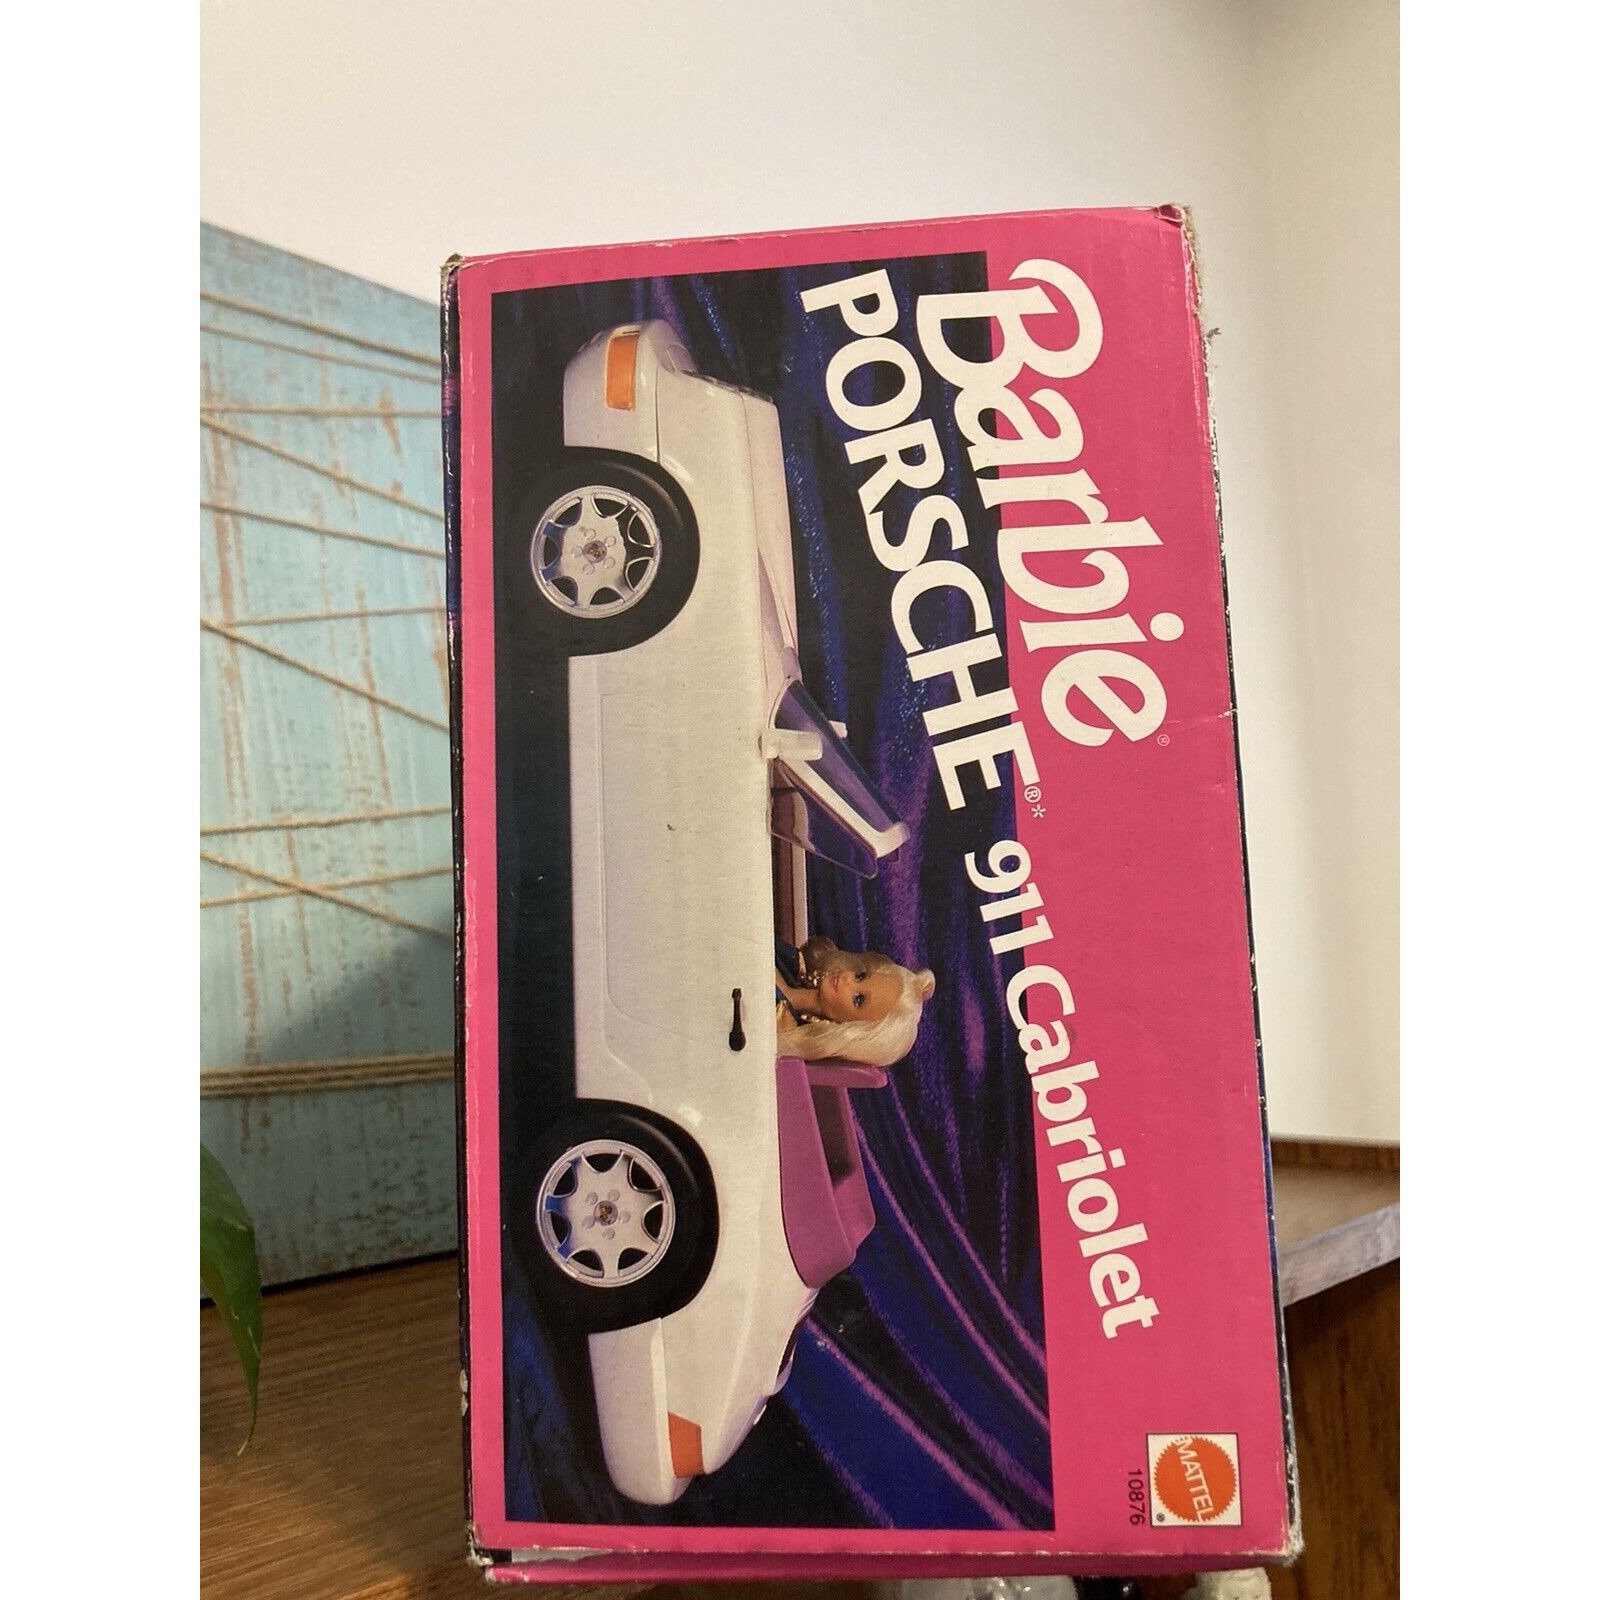 Barbie®
PORSCHE®* 911 Cabriolet
MATTEL®
10876